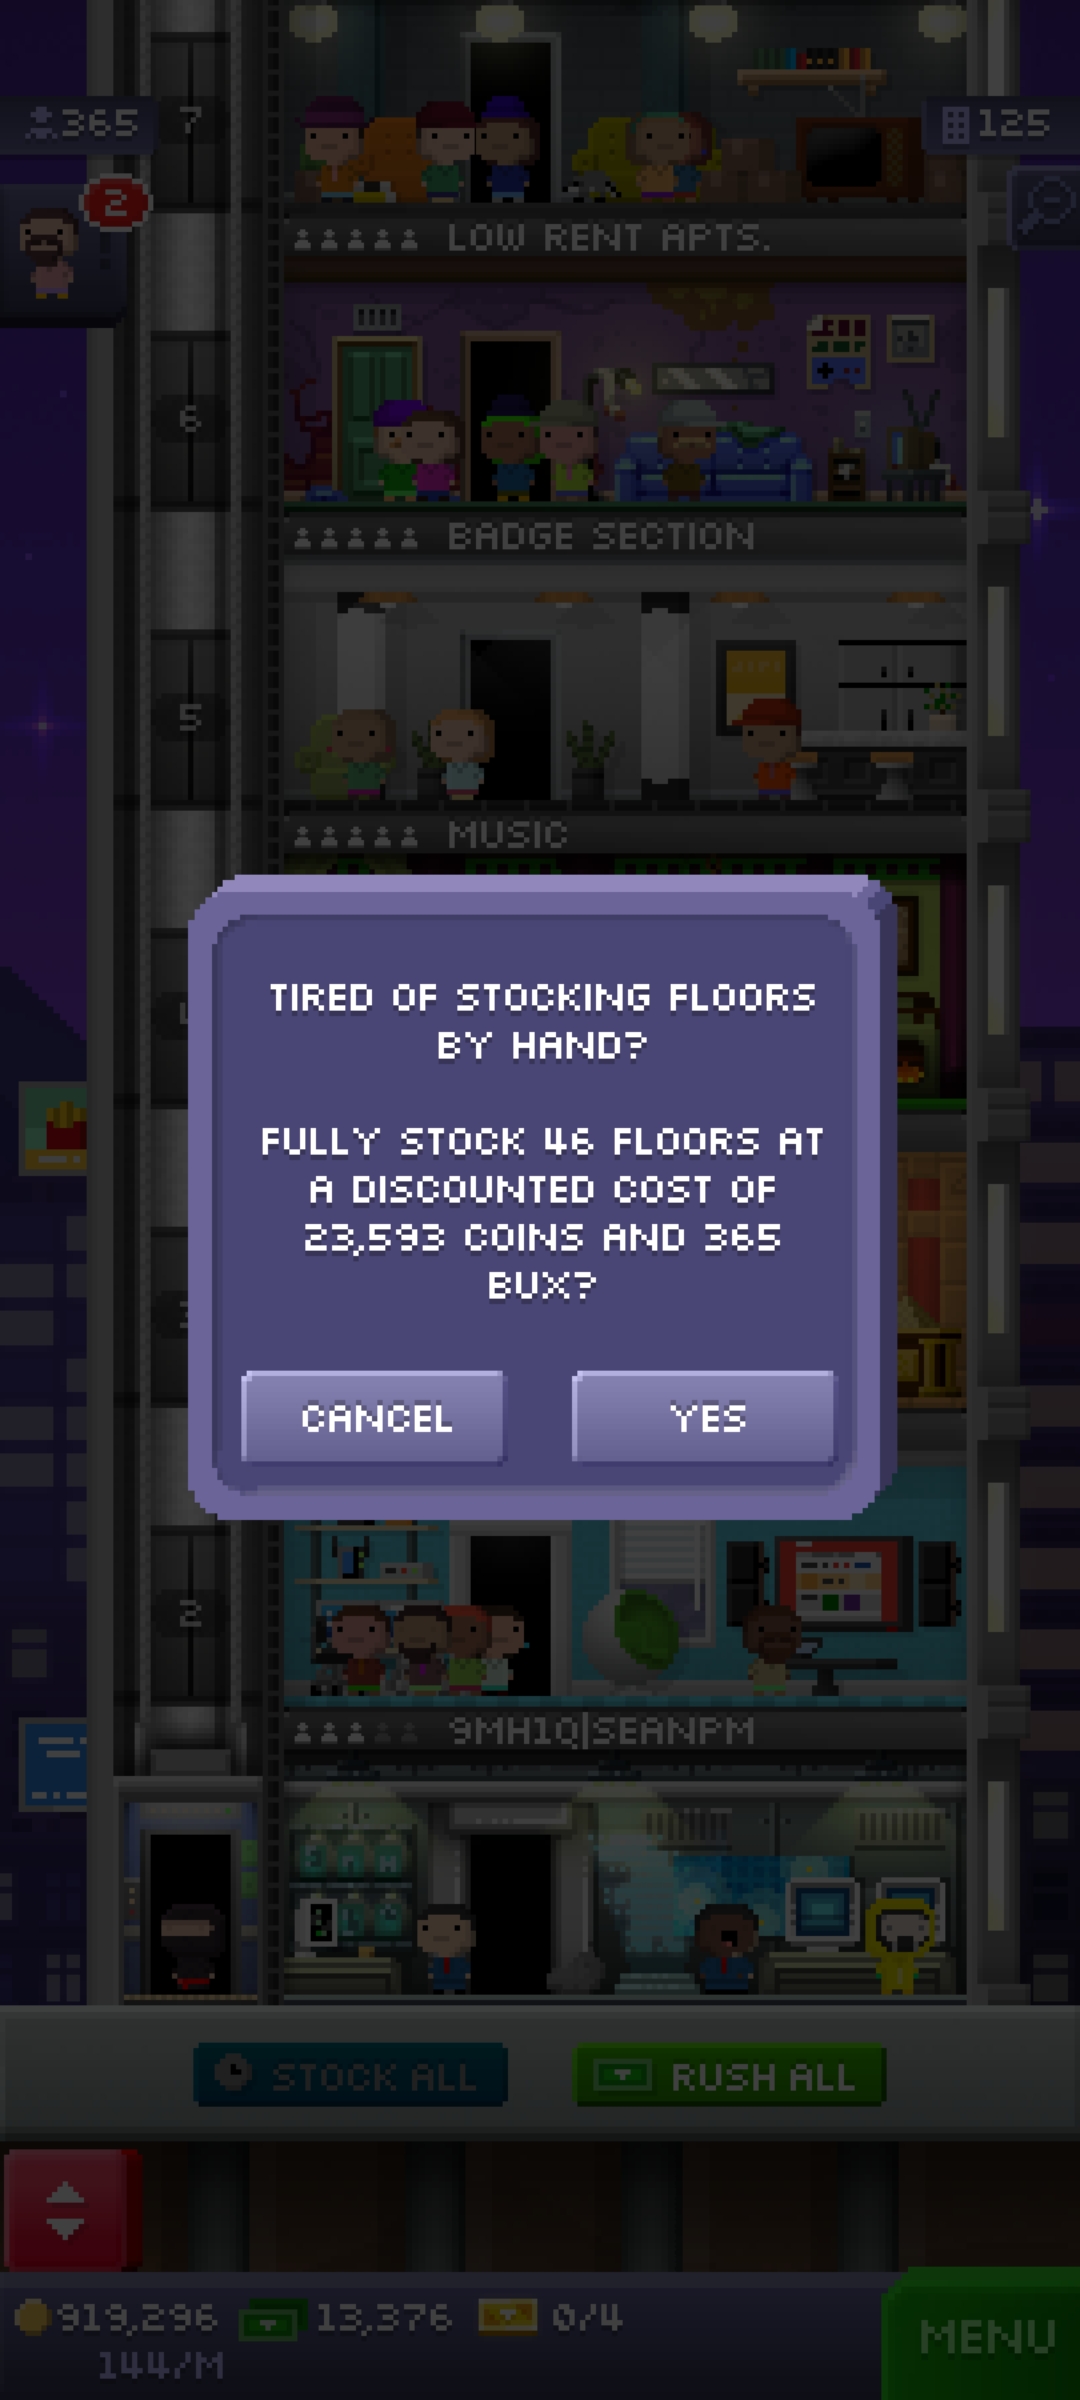 365
7
125
2
LOW RENT APTS.
6
BADGE SECTION
5
MUSIC
TIRED OF STOCKING FLOORS
BY HAND?
FULLY STOCK 46 FLOORS AT
A DISCOUNTED COST OF
23,593 COINS AND 365
BUX?
CANCEL
YES
2
9MH1Q|SEANPM
STOCK ALL
RUSH ALL
919,296
13,376
0/4
144/M
MENU